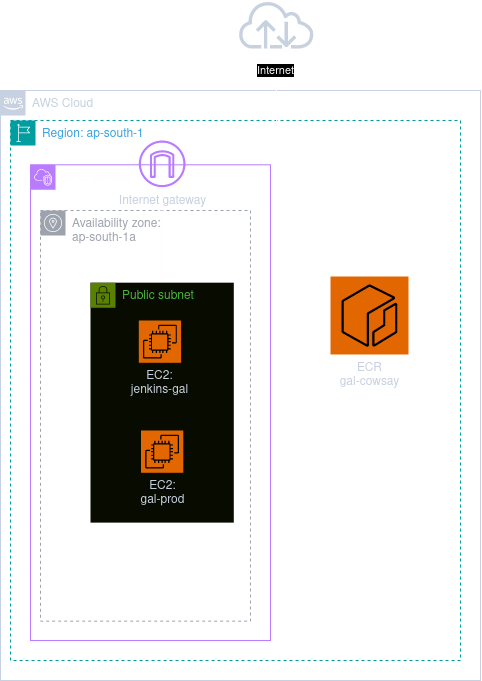 Internet
aws
AWS Cloud
Region: ap-south-1
Internet gateway
Availability zone:
ap-south-1a
Public subnet
EC2:
jenkins-gal
EC2:
gal-prod
ECR
gal-cowsay